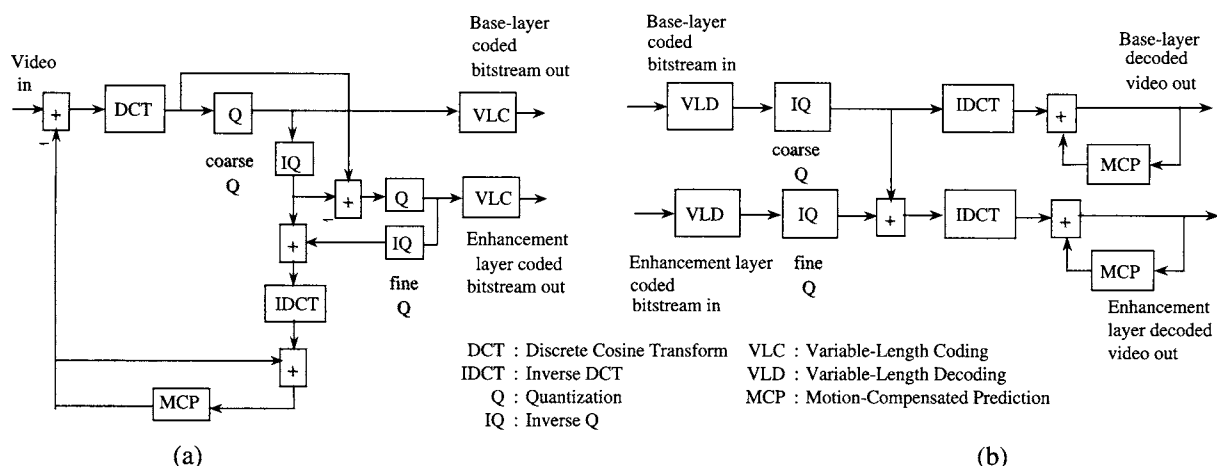 Video
in
+
−
DCT
Q
coarse
Q
IQ
Base-layer
coded
bitstream out
VLC
+
−
Q
VLC
Enhancement
layer coded
bitstream out
+
IQ
fine
Q
IDCT
+
MCP
(a)
Base-layer
coded
bitstream in
VLD
IQ
coarse
Q
IDCT
+
MCP
Base-layer
decoded
video out
VLD
IQ
Enhancement layer
coded
bitstream in
fine
Q
+
IDCT
+
MCP
Enhancement
layer decoded
video out
DCT : Discrete Cosine Transform
IDCT : Inverse DCT
Q : Quantization
IQ : Inverse Q
VLC : Variable-Length Coding
VLD : Variable-Length Decoding
MCP : Motion-Compensated Prediction
(b)